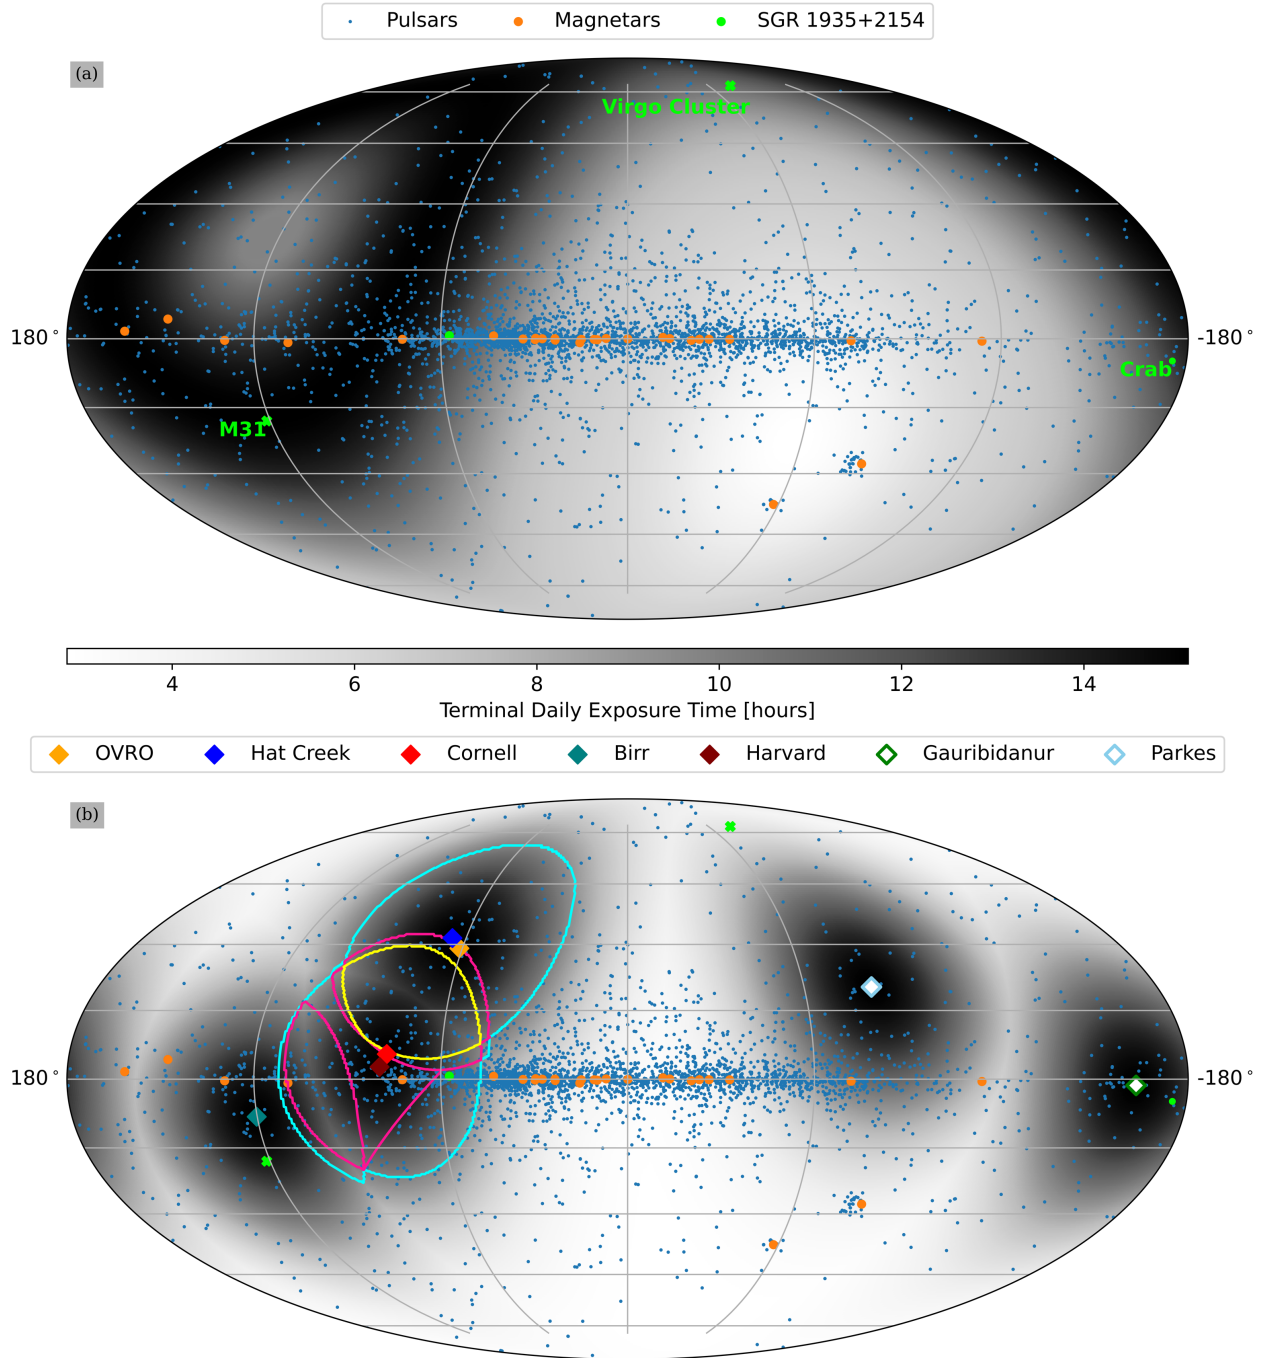 Pulsars Magnetars SGR 1935+2154
(a)
Virgo Cluster
180° -180°
Crab
M31
4 6 8 10 12 14
Terminal Daily Exposure Time [hours]
OVRO Hat Creek Cornell Birr Harvard Gauribidanur Parkes
(b)
180° -180°